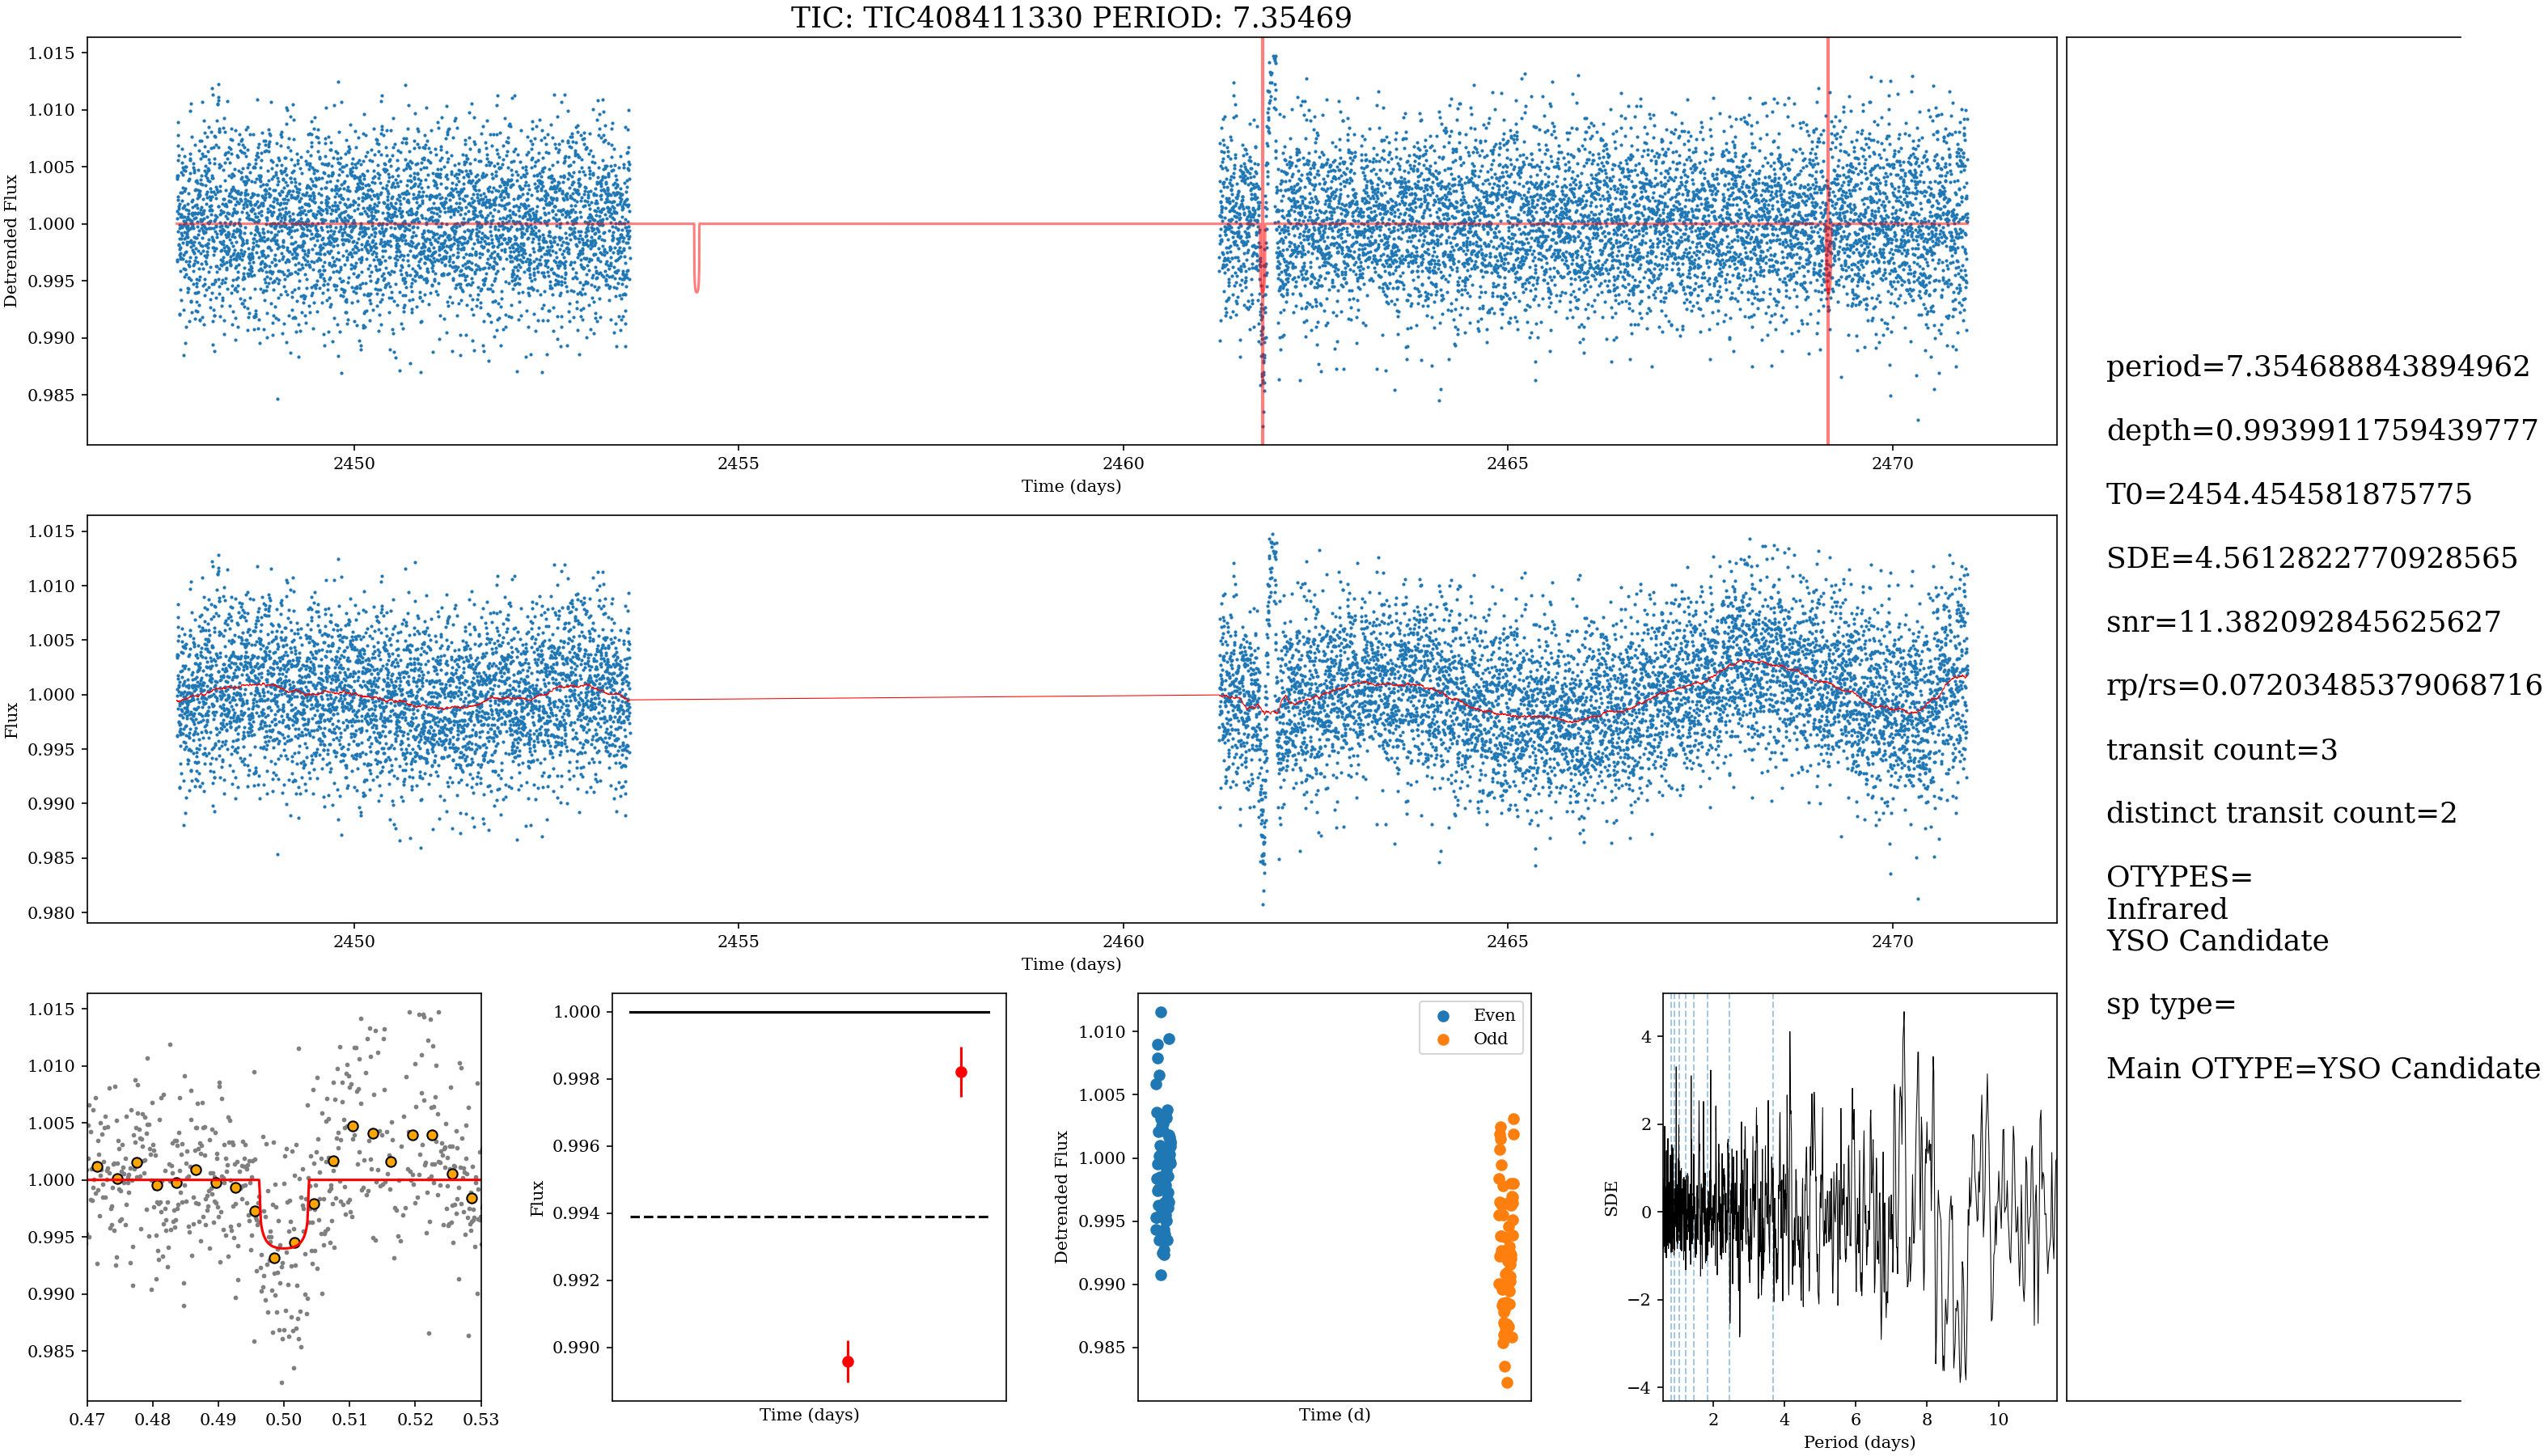 TIC: TIC408411330 PERIOD: 7.35469
1.015
1.010
1.005
1.000
0.995
0.990
0.985
Detrended Flux
2450
2455
2460
2465
2470
Time (days)
1.015
1.010
1.005
1.000
0.995
0.990
0.985
0.980
Flux
2450
2455
2460
2465
2470
Time (days)
period=7.354688843894962
depth=0.9939911759439777
T0=2454.454581875775
SDE=4.5612822770928565
snr=11.382092845625627
rp/rs=0.07203485379068716
transit count=3
distinct transit count=2
OTYPES=
Infrared
YSO Candidate
sp type=
Main OTYPE=YSO Candidate
1.015
1.010
1.005
1.000
0.995
0.990
0.985
0.47
0.48
0.49
0.50
0.51
0.52
0.53
1.000
0.998
0.996
0.994
0.992
0.990
Flux
Time (days)
1.010
1.005
1.000
0.995
0.990
0.985
Detrended Flux
Even
Odd
Time (d)
4
2
0
−2
−4
SDE
2
4
6
8
10
Period (days)